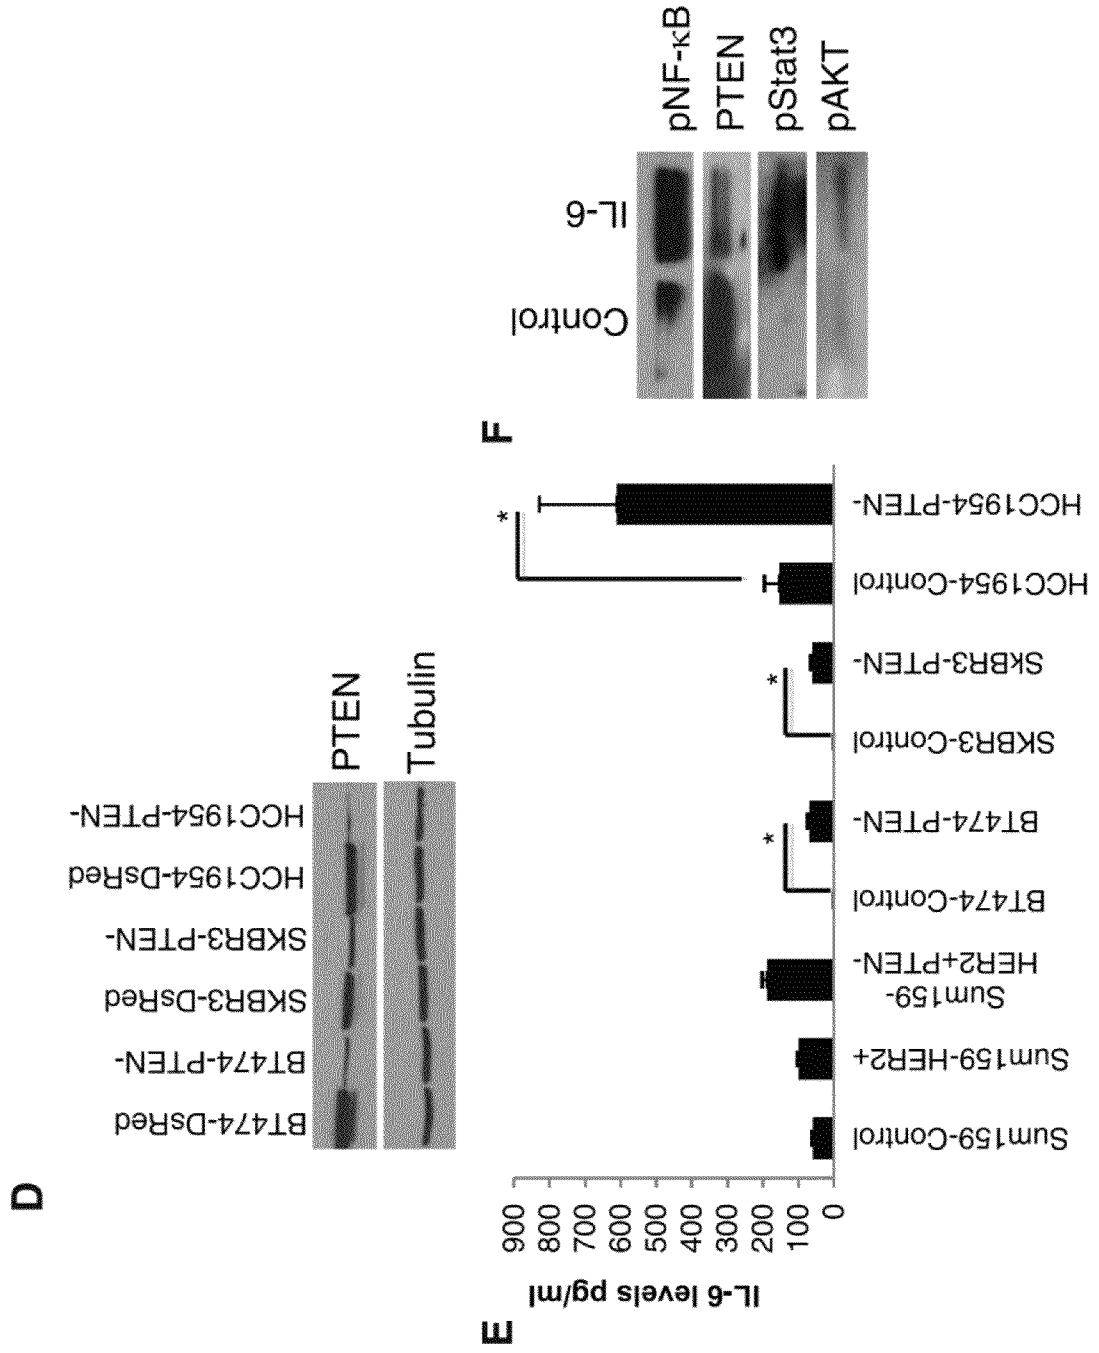 D
BT474-DsRed
BT474-PTEN-
SKBR3-DsRed
SKBR3-PTEN-
HCC1954-DsRed
HCC1954-PTEN-
PTEN
Tubulin
E
IL-6 levels pg/ml
900
800
700
600
500
400
300
200
100
0
*
*
*
Sum159-Control
Sum159-HER2+
Sum159-
HER2+PTEN-
BT474-Control
BT474-PTEN-
SKBR3-Control
SkBR3-PTEN-
HCC1954-Control
HCC1954-PTEN-
F
Control
IL-6
pNF-κB
PTEN
pStat3
pAKT